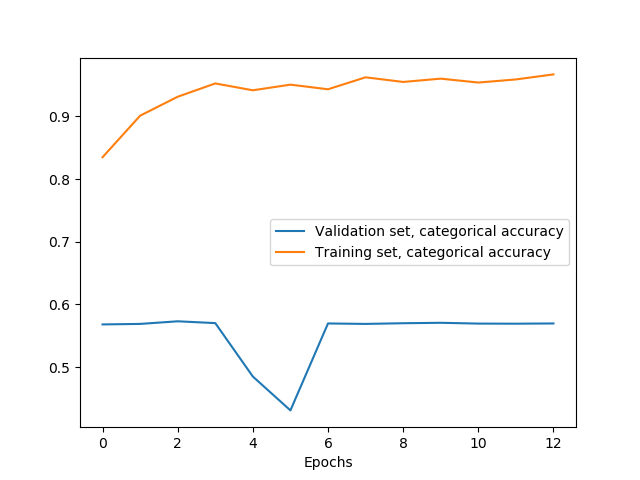 0.9
0.8
0.7
0.6
0.5
Validation set, categorical accuracy
Training set, categorical accuracy
0 2 4 6 8 10 12
Epochs